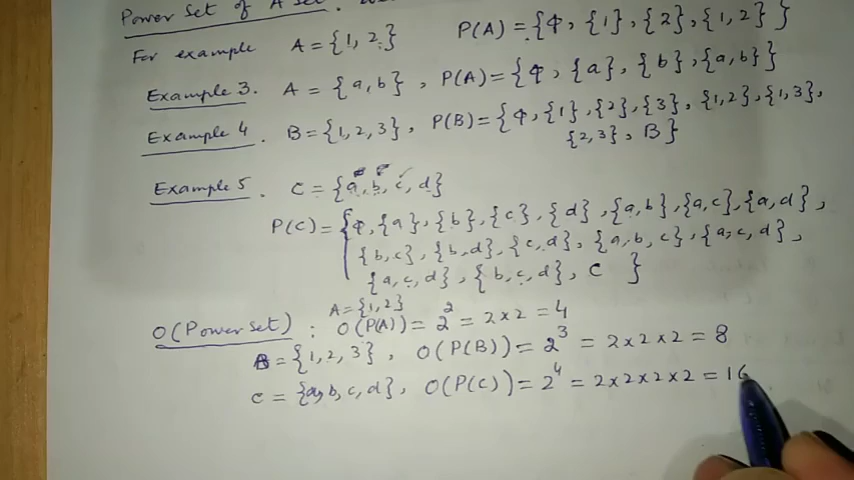 Power Set of A Set.
For example A = {1, 2} P(A) = {Φ, {1}, {2}, {1, 2} }
Example 3. A = {a, b} , P(A) = {Φ, {a}, {b}, {a, b}}
Example 4. B = {1, 2, 3} , P(B) = {Φ, {1}, {2}, {3}, {1, 2}, {1, 3},
{2, 3}, B}
Example 5. C = {a, b, c, d}
P(C) = {Φ, {a}, {b}, {c}, {d}, {a, b}, {a, c}, {a, d},
{b, c}, {b, d}, {c, d}, {a, b, c}, {a, c, d},
{a, c, d}, {b, c, d}, C }
A = {1, 2}
O(Power Set) : O(P(A)) = 2² = 2 × 2 = 4
B = {1, 2, 3} , O(P(B)) = 2³ = 2 × 2 × 2 = 8
C = {a, b, c, d} , O(P(C)) = 2⁴ = 2 × 2 × 2 × 2 = 16